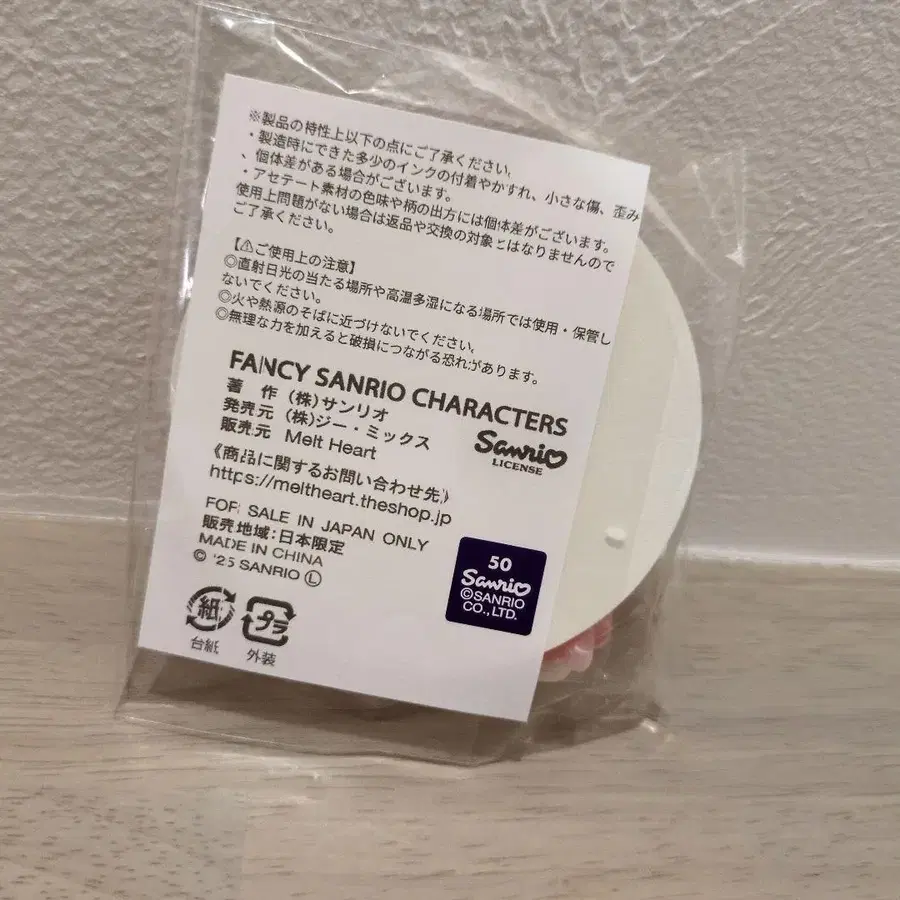 ※製品の特性上以下の点にご了承ください。
・製造時にできた多少のインクの付着やかすれ、小さな傷、歪み
、個体差がある場合がございます。
・アセテート素材の色味や柄の出方には個体差がございます。
使用上問題がない場合は返品や交換の対象とはなりませんので
ご了承ください。
【⚠ご使用上の注意】
◎直射日光の当たる場所や高温多湿になる場所では使用・保管し
ないでください。
◎火や熱源のそばに近づけないでください。
◎無理な力を加えると破損につながる恐れがあります。
FANCY SANRIO CHARACTERS
著 作 (株)サンリオ
発売元 (株)ジー・ミックス
販売元 Melt Heart
Sanrio
LICENSE
《商品に関するお問い合わせ先》
https://meltheart.theshop.jp
FOR SALE IN JAPAN ONLY
販売地域:日本限定
MADE IN CHINA
© '25 SANRIO Ⓛ
50
Sanrio
©SANRIO
CO.,LTD.
紙
台紙
プラ
外装